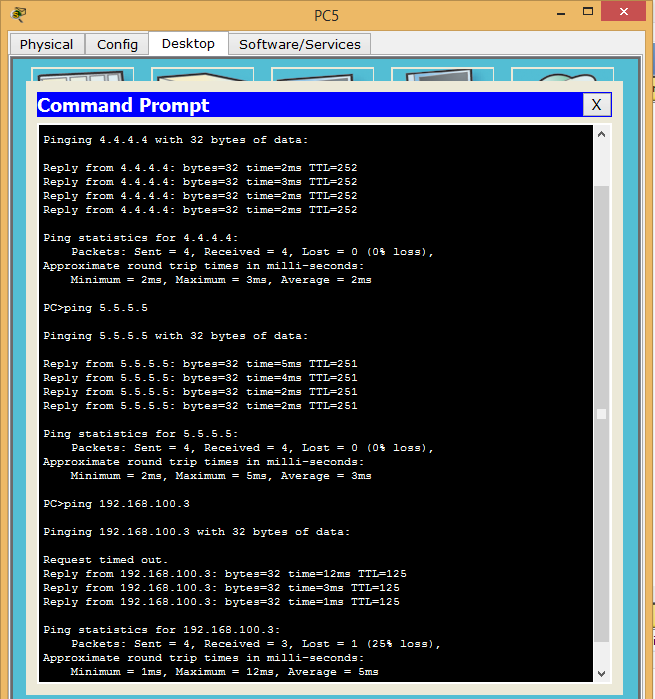 PC5
Physical Config Desktop Software/Services
Command Prompt X
Pinging 4.4.4.4 with 32 bytes of data:
Reply from 4.4.4.4: bytes=32 time=2ms TTL=252
Reply from 4.4.4.4: bytes=32 time=3ms TTL=252
Reply from 4.4.4.4: bytes=32 time=2ms TTL=252
Reply from 4.4.4.4: bytes=32 time=2ms TTL=252
Ping statistics for 4.4.4.4:
Packets: Sent = 4, Received = 4, Lost = 0 (0% loss),
Approximate round trip times in milli-seconds:
Minimum = 2ms, Maximum = 3ms, Average = 2ms
PC>ping 5.5.5.5
Pinging 5.5.5.5 with 32 bytes of data:
Reply from 5.5.5.5: bytes=32 time=5ms TTL=251
Reply from 5.5.5.5: bytes=32 time=4ms TTL=251
Reply from 5.5.5.5: bytes=32 time=2ms TTL=251
Reply from 5.5.5.5: bytes=32 time=2ms TTL=251
Ping statistics for 5.5.5.5:
Packets: Sent = 4, Received = 4, Lost = 0 (0% loss),
Approximate round trip times in milli-seconds:
Minimum = 2ms, Maximum = 5ms, Average = 3ms
PC>ping 192.168.100.3
Pinging 192.168.100.3 with 32 bytes of data:
Request timed out.
Reply from 192.168.100.3: bytes=32 time=12ms TTL=125
Reply from 192.168.100.3: bytes=32 time=3ms TTL=125
Reply from 192.168.100.3: bytes=32 time=1ms TTL=125
Ping statistics for 192.168.100.3:
Packets: Sent = 4, Received = 3, Lost = 1 (25% loss),
Approximate round trip times in milli-seconds:
Minimum = 1ms, Maximum = 12ms, Average = 5ms